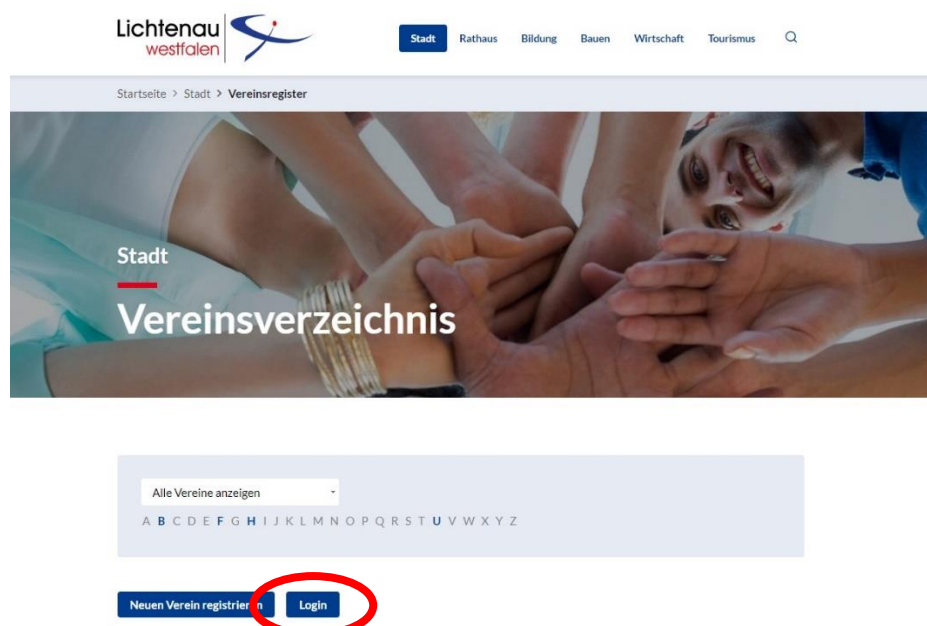 Lichtenau
westfalen
Stadt Rathaus Bildung Bauen Wirtschaft Tourismus
Startseite > Stadt > Vereinsregister
Stadt
Vereinsverzeichnis
Alle Vereine anzeigen
A B C D E F G H I J K L M N O P Q R S T U V W X Y Z
Neuen Verein registrieren Login